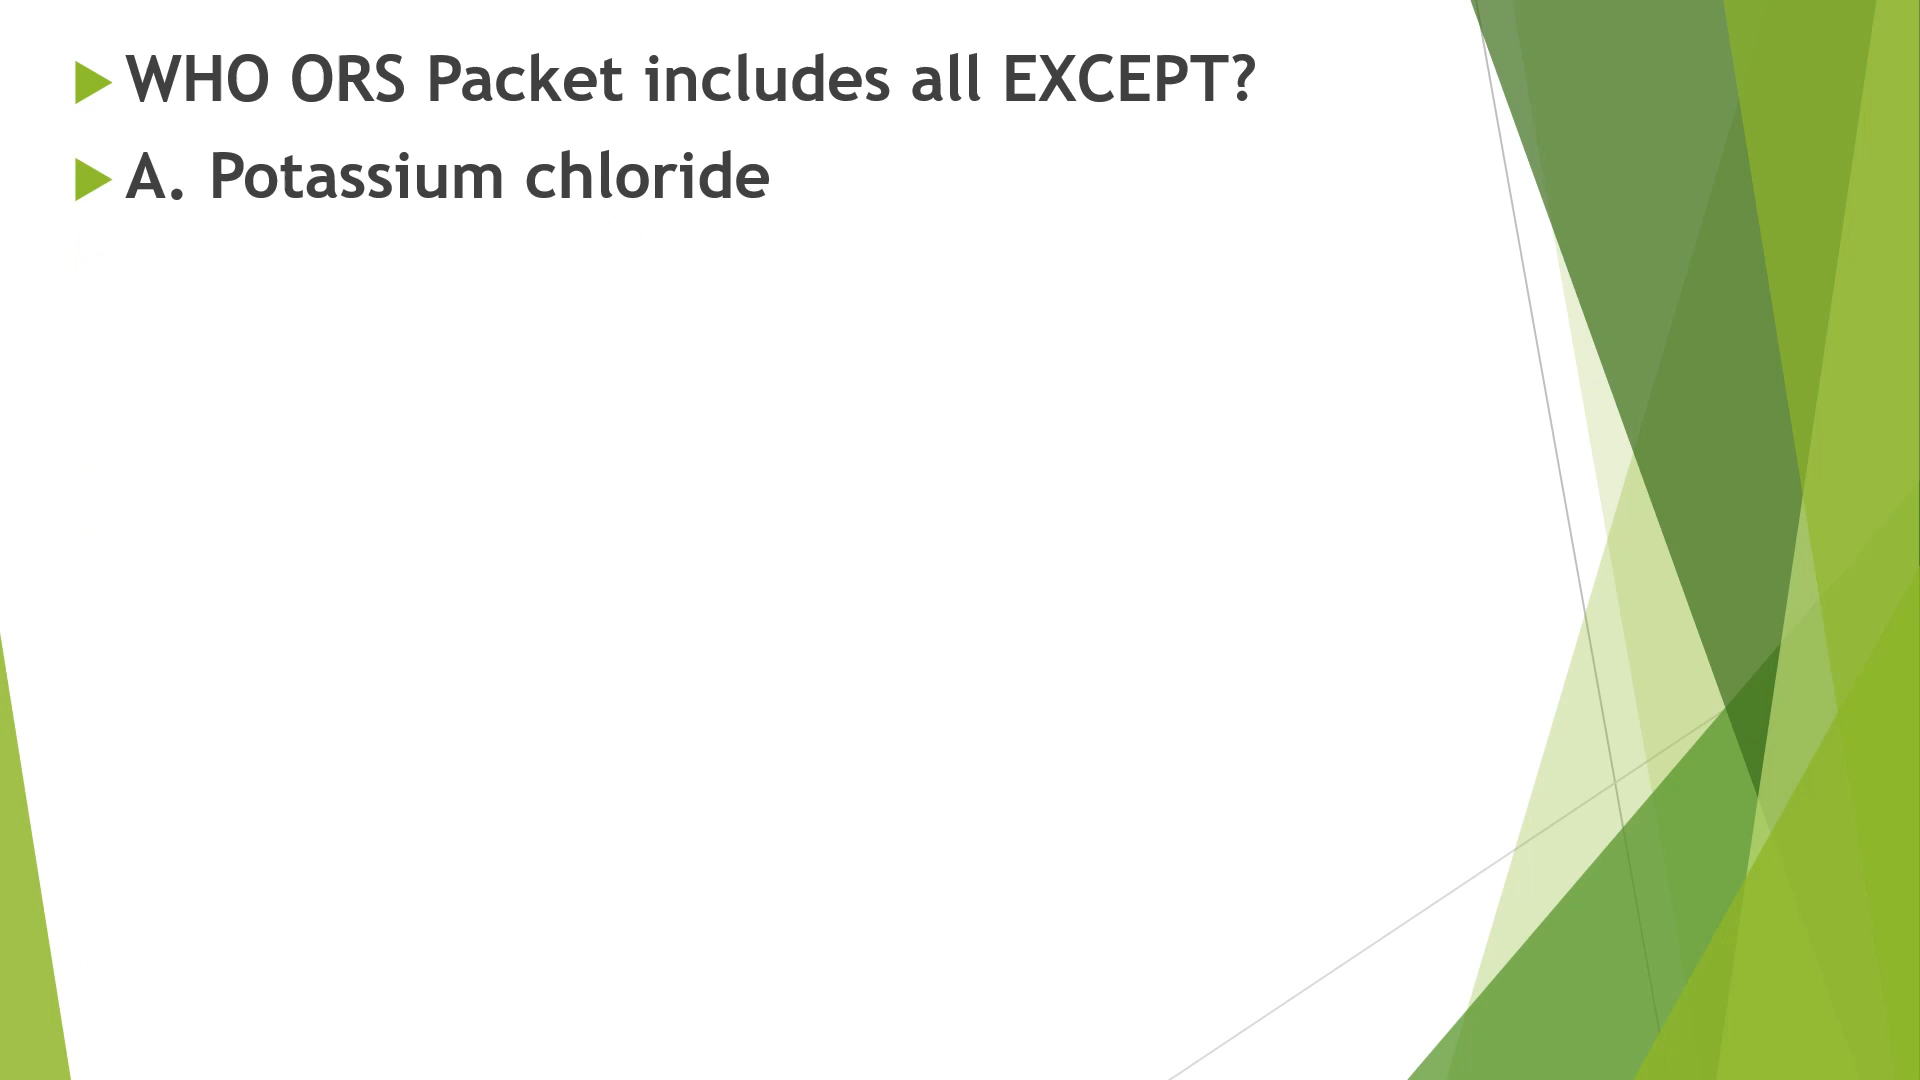 WHO ORS Packet includes all EXCEPT?
A. Potassium chloride